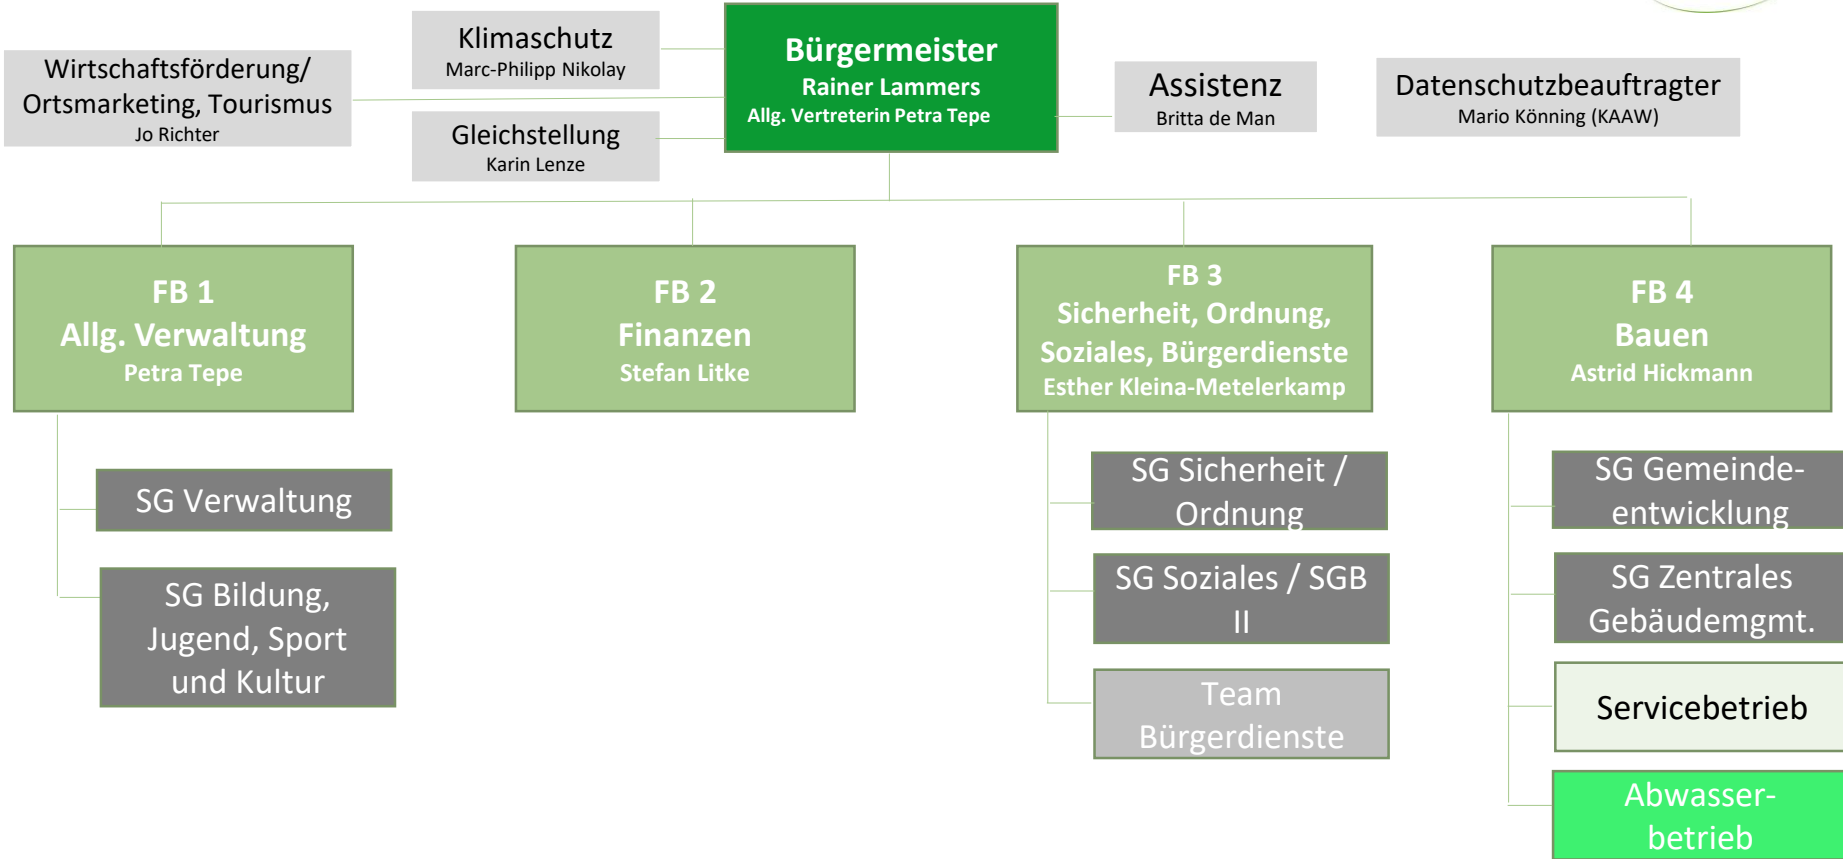 Klimaschutz
Marc-Philipp Nikolay
Bürgermeister
Rainer Lammers
Allg. Vertreterin Petra Tepe
Wirtschaftsförderung/
Ortsmarketing, Tourismus
Jo Richter
Gleichstellung
Karin Lenze
Assistenz
Britta de Man
Datenschutzbeauftragter
Mario Könning (KAAW)
FB 1
Allg. Verwaltung
Petra Tepe
FB 2
Finanzen
Stefan Litke
FB 3
Sicherheit, Ordnung,
Soziales, Bürgerdienste
Esther Kleina-Metelerkamp
FB 4
Bauen
Astrid Hickmann
SG Verwaltung
SG Bildung,
Jugend, Sport
und Kultur
SG Sicherheit /
Ordnung
SG Soziales / SGB
II
Team
Bürgerdienste
SG Gemeinde-
entwicklung
SG Zentrales
Gebäudemgmt.
Servicebetrieb
Abwasser-
betrieb